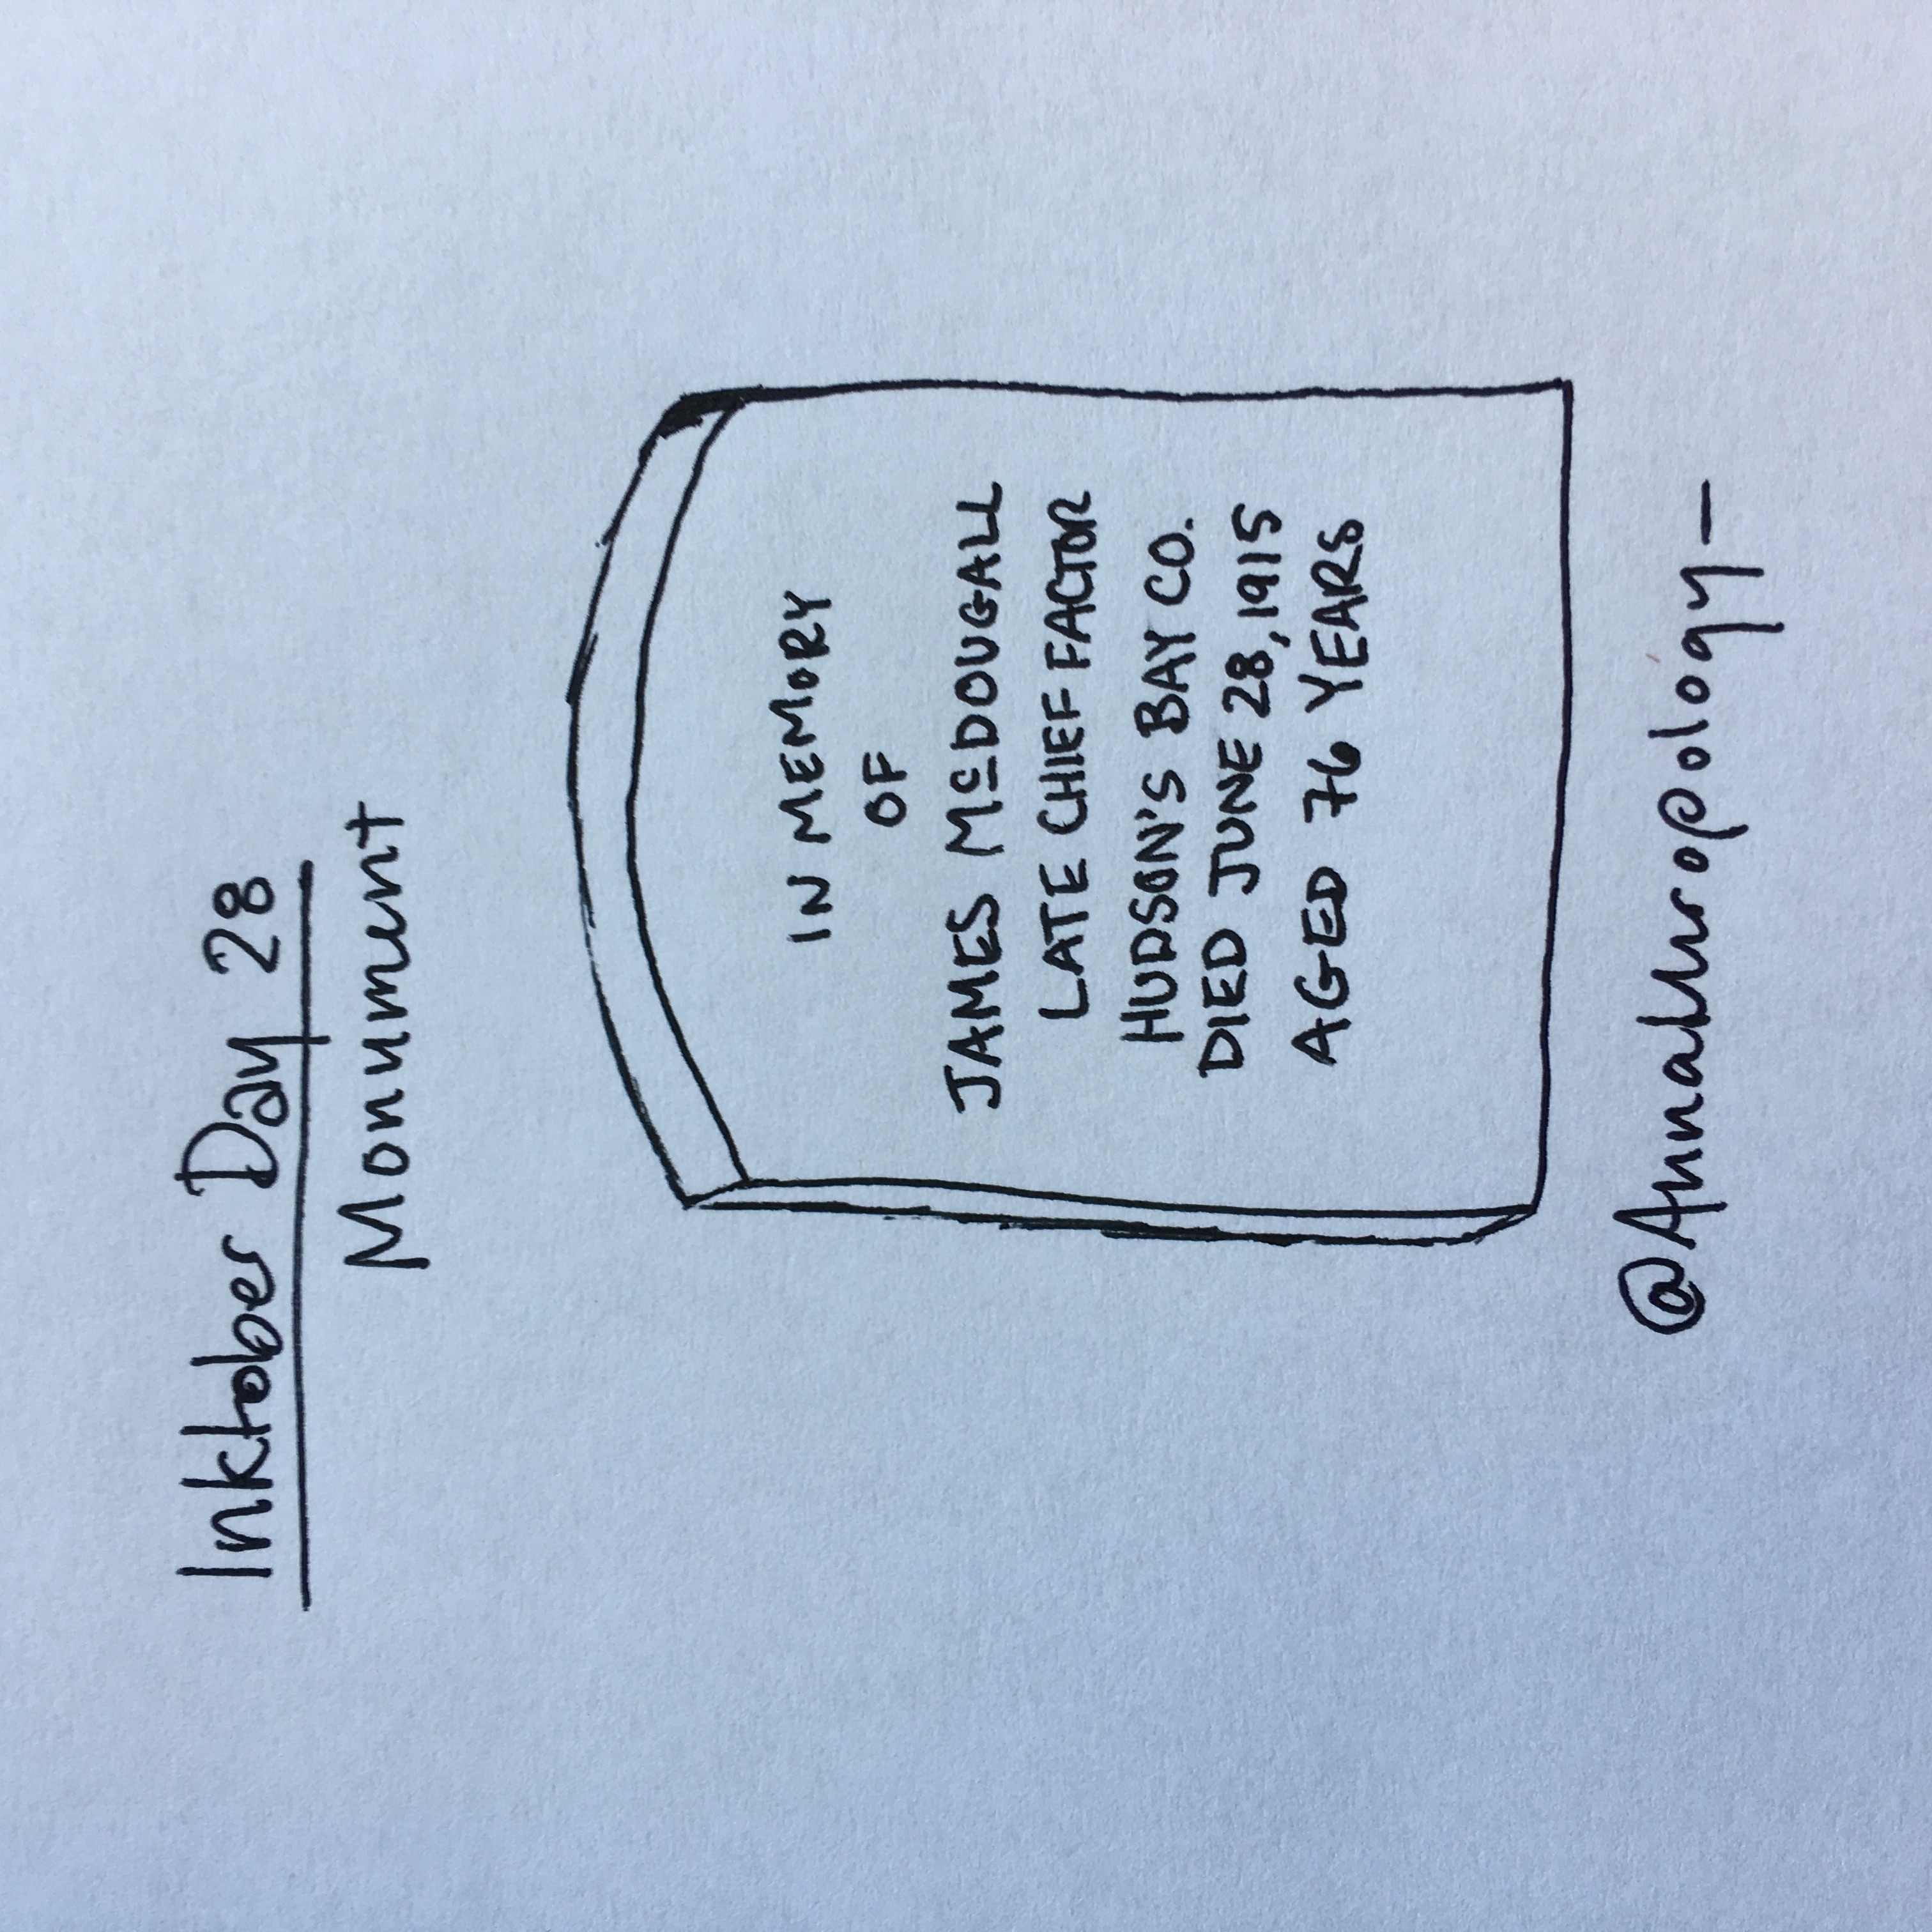 Inktober Day 28
Monument
IN MEMORY
OF
JAMES McDOUGALL
LATE CHIEF FACTOR
HUDSON'S BAY CO.
DIED JUNE 28, 1915
AGED 76 YEARS
@Annathropology_